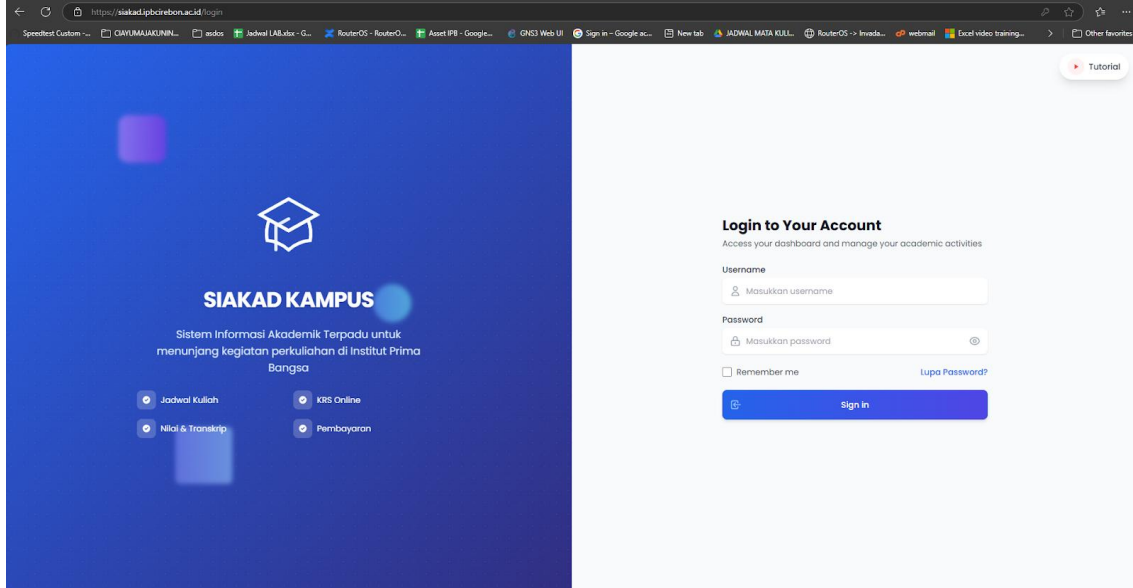 https://siakad.ipbcirebon.ac.id/login
Speedtest Custom -... CIAYUMAJAKUNIN... asdos Jadwal LAB.xlsx - G... RouterOS - RouterO... Asset IPB - Google... GNS3 Web UI Sign in – Google ac... New tab JADWAL MATA KULI... RouterOS -> Invada... webmail Excel video training... Other favorites
Tutorial
SIAKAD KAMPUS
Sistem Informasi Akademik Terpadu untuk
menunjang kegiatan perkuliahan di Institut Prima
Bangsa
Jadwal Kuliah
KRS Online
Nilai & Transkrip
Pembayaran
Login to Your Account
Access your dashboard and manage your academic activities
Username
Masukkan username
Password
Masukkan password
Remember me
Lupa Password?
Sign in